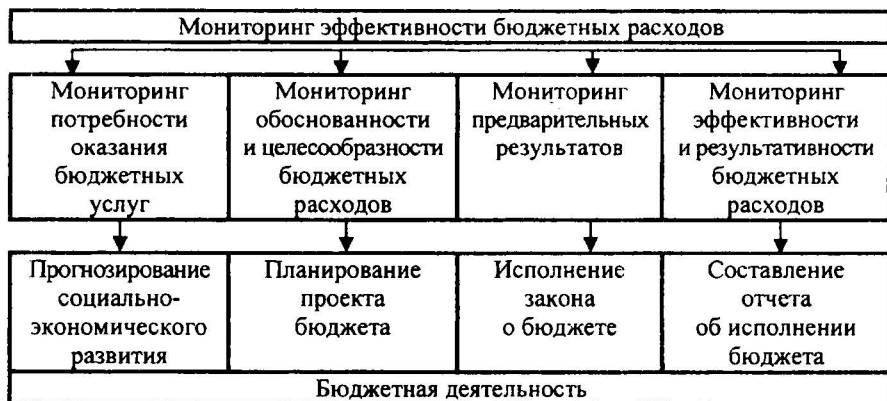 Мониторинг эффективности бюджетных расходов
Мониторинг
потребности
оказания
бюджетных
услуг
Мониторинг
обоснованности
и целесообразности
бюджетных
расходов
Мониторинг
предварительных
результатов
Мониторинг
эффективности
и результативности
бюджетных
расходов
Прогнозирование
социально-
экономического
развития
Планирование
проекта
бюджета
Исполнение
закона
о бюджете
Составление
отчета
об исполнении
бюджета
Бюджетная деятельность